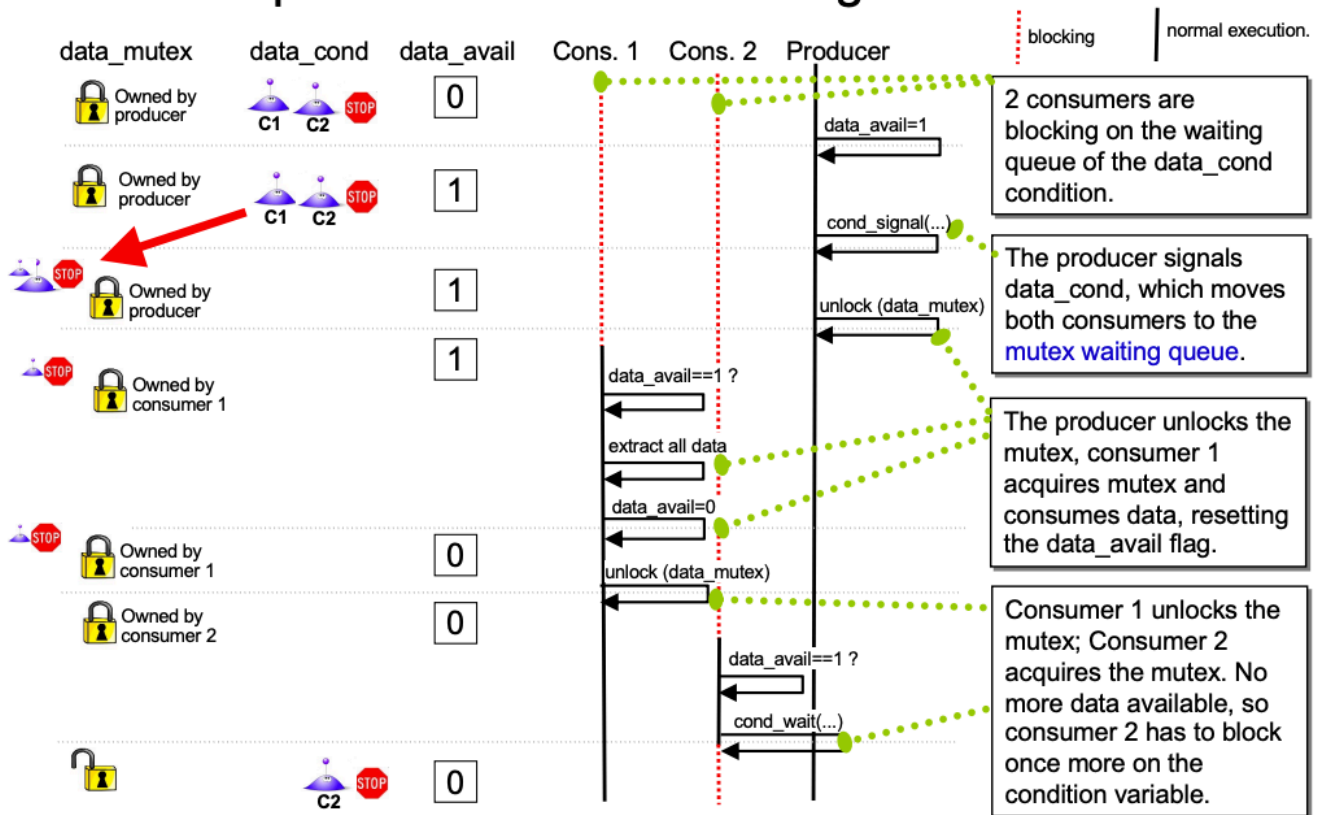 blocking
normal execution.
data_mutex data_cond data_avail Cons. 1 Cons. 2 Producer
Owned by
producer
C1 C2 STOP
0
data_avail=1
2 consumers are
blocking on the waiting
queue of the data_cond
condition.
Owned by
producer
C1 C2 STOP
1
cond_signal(...)
The producer signals
data_cond, which moves
both consumers to the
mutex waiting queue.
STOP
Owned by
producer
1
unlock (data_mutex)
STOP
Owned by
consumer 1
1
data_avail==1 ?
extract all data
data_avail=0
The producer unlocks the
mutex, consumer 1
acquires mutex and
consumes data, resetting
the data_avail flag.
STOP
Owned by
consumer 1
0
unlock (data_mutex)
Owned by
consumer 2
0
data_avail==1 ?
cond_wait(...)
Consumer 1 unlocks the
mutex; Consumer 2
acquires the mutex. No
more data available, so
consumer 2 has to block
once more on the
condition variable.
C2 STOP
0